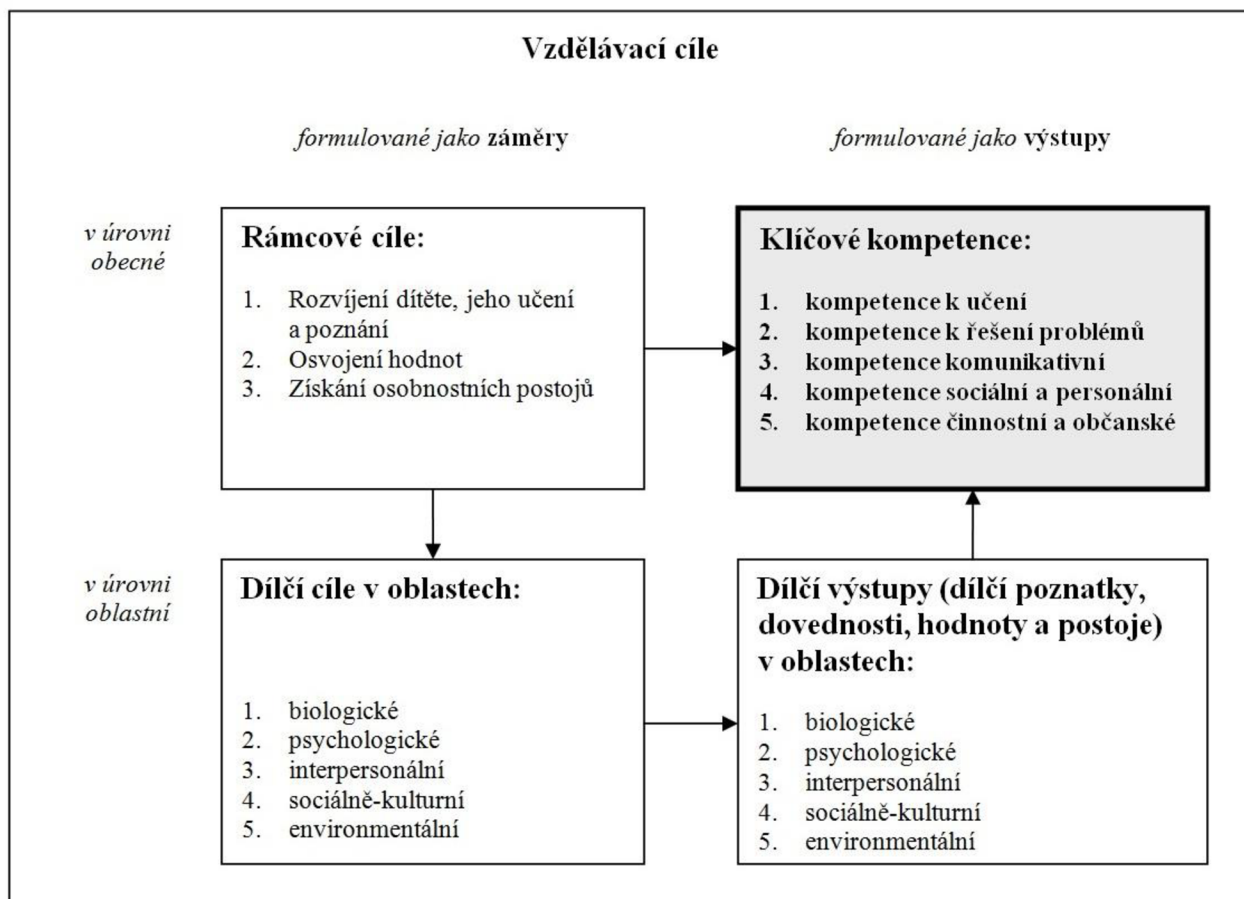 Vzdělávací cíle
formulované jako záměry
formulované jako výstupy
v úrovni
obecné
Rámcové cíle:
1. Rozvíjení dítěte, jeho učení
a poznání
2. Osvojení hodnot
3. Získání osobnostních postojů
Klíčové kompetence:
1. kompetence k učení
2. kompetence k řešení problémů
3. kompetence komunikativní
4. kompetence sociální a personální
5. kompetence činnostní a občanské
v úrovni
oblastní
Dílčí cíle v oblastech:
1. biologické
2. psychologické
3. interpersonální
4. sociálně-kulturní
5. environmentální
Dílčí výstupy (dílčí poznatky,
dovednosti, hodnoty a postoje)
v oblastech:
1. biologické
2. psychologické
3. interpersonální
4. sociálně-kulturní
5. environmentální